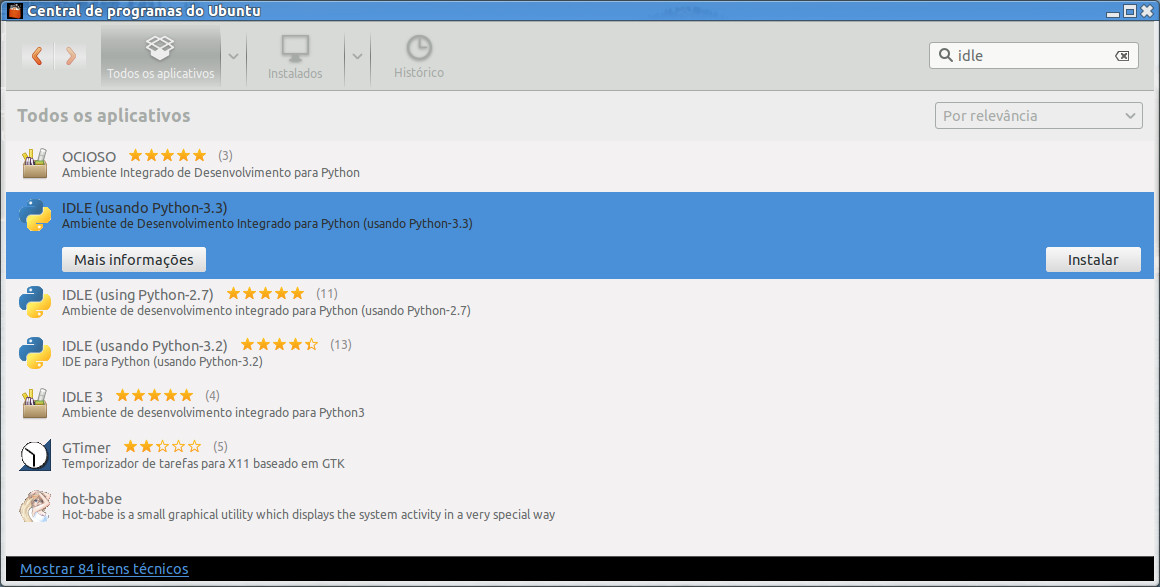 Central de programas do Ubuntu
Todos os aplicativos
Instalados
Histórico
idle
Todos os aplicativos
Por relevância
OCIOSO (3)
Ambiente Integrado de Desenvolvimento para Python
IDLE (usando Python-3.3)
Ambiente de Desenvolvimento Integrado para Python (usando Python-3.3)
Mais informações
Instalar
IDLE (using Python-2.7) (11)
Ambiente de desenvolvimento integrado para Python (usando Python-2.7)
IDLE (usando Python-3.2) (13)
IDE para Python (usando Python-3.2)
IDLE 3 (4)
Ambiente de desenvolvimento integrado para Python3
GTimer (5)
Temporizador de tarefas para X11 baseado em GTK
hot-babe
Hot-babe is a small graphical utility which displays the system activity in a very special way
Mostrar 84 itens técnicos